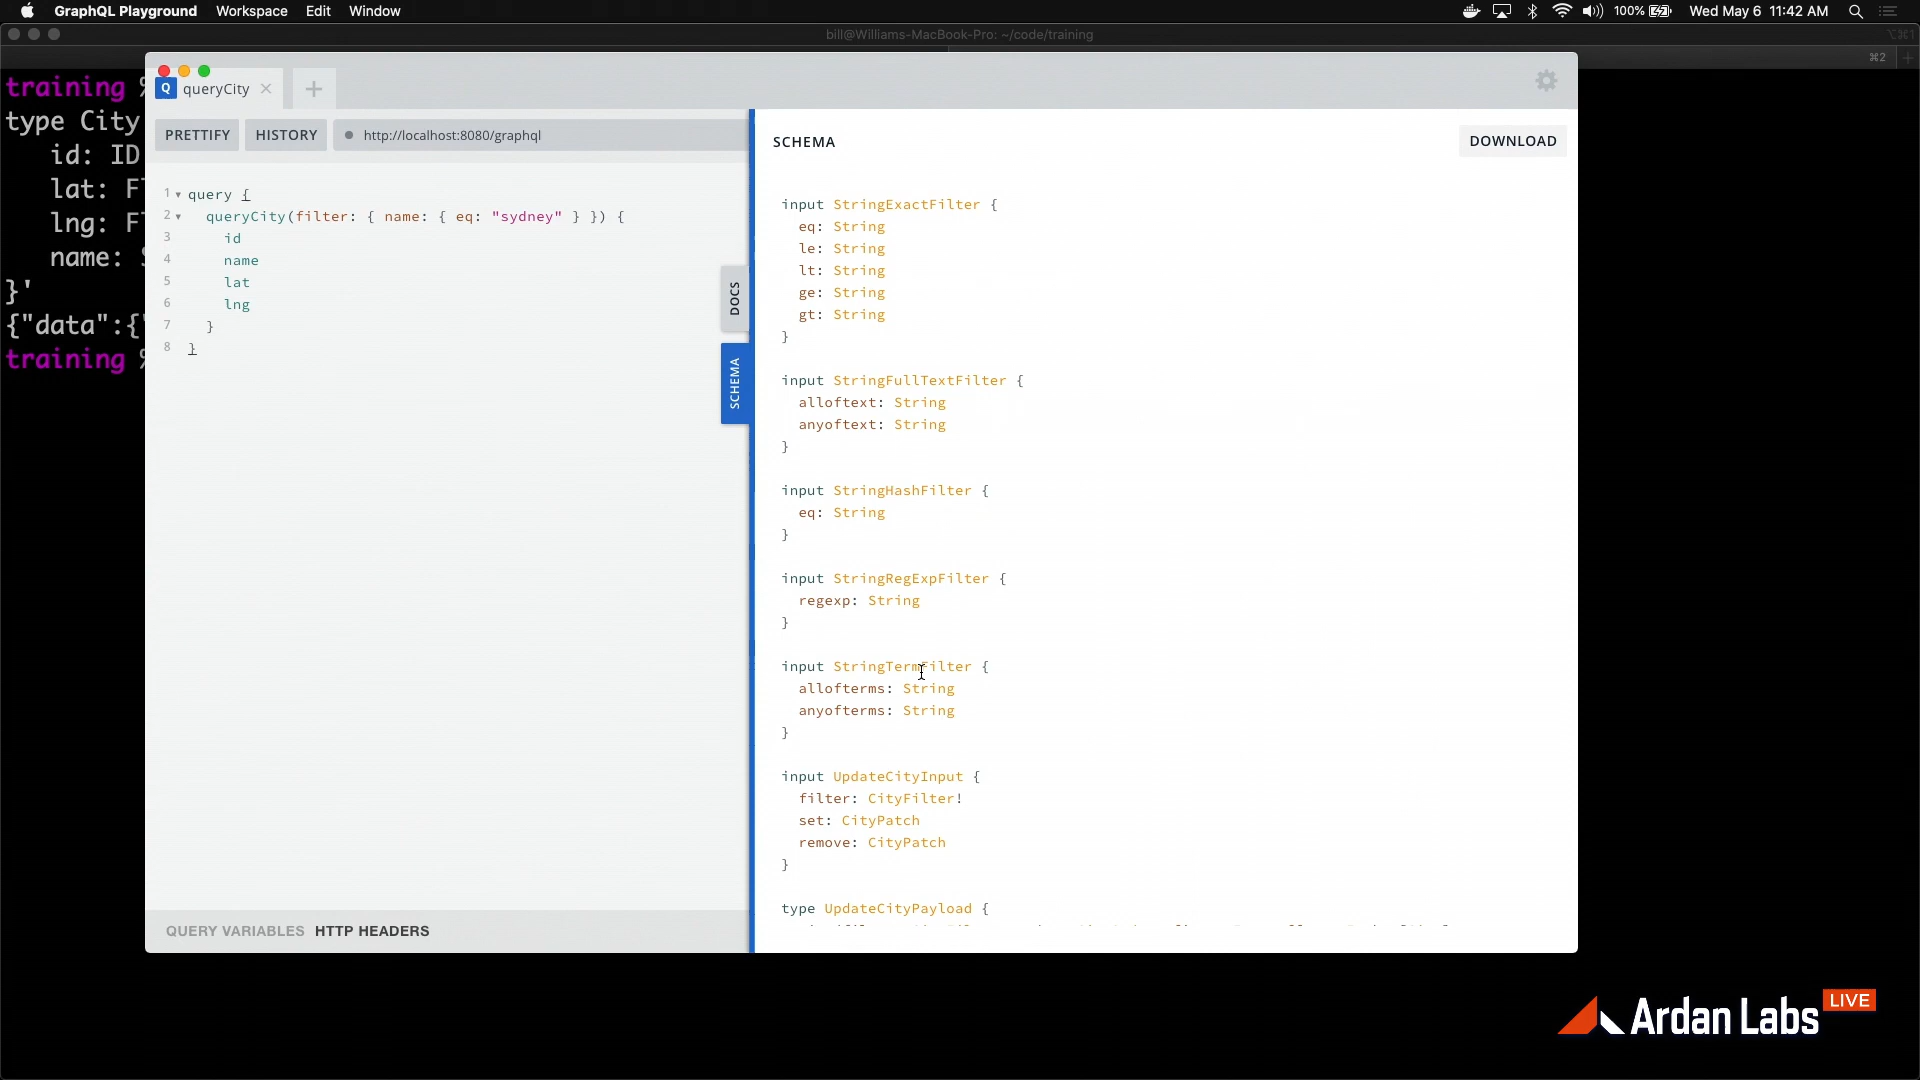 GraphQL Playground Workspace Edit Window
100% Wed May 6 11:42 AM
bill@Williams-MacBook-Pro: ~/code/training
⌥⌘1
⌘2
training %
type City
id: ID
lat:
lng:
name:
}'
{"data":{
training %
Q queryCity
PRETTIFY HISTORY http://localhost:8080/graphql
1 query {
2 queryCity(filter: { name: { eq: "sydney" } }) {
3 id
4 name
5 lat
6 lng
7 }
8 }
DOCS
SCHEMA
QUERY VARIABLES HTTP HEADERS
SCHEMA DOWNLOAD
input StringExactFilter {
eq: String
le: String
lt: String
ge: String
gt: String
}
input StringFullTextFilter {
alloftext: String
anyoftext: String
}
input StringHashFilter {
eq: String
}
input StringRegExpFilter {
regexp: String
}
input StringTermFilter {
allofterms: String
anyofterms: String
}
input UpdateCityInput {
filter: CityFilter!
set: CityPatch
remove: CityPatch
}
type UpdateCityPayload {
Ardan Labs LIVE